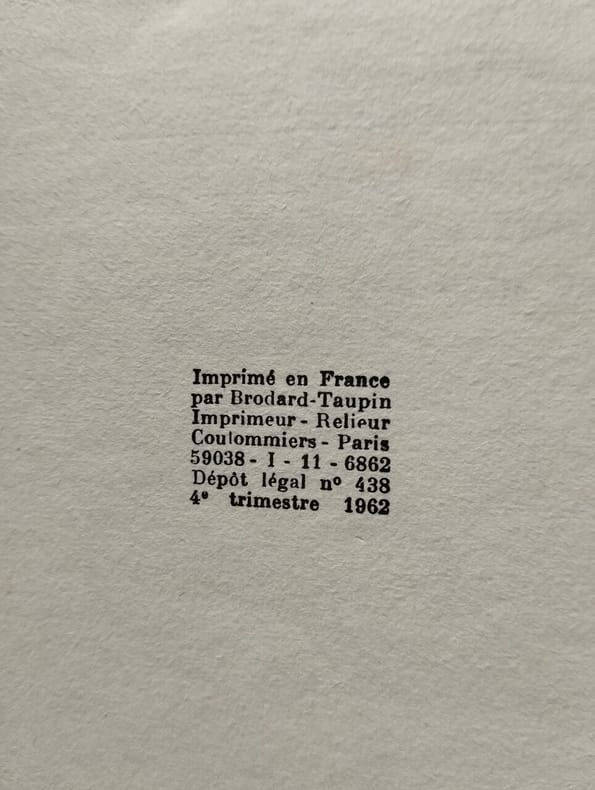 Imprimé en France
par Brodard-Taupin
Imprimeur - Relieur
Coulommiers - Paris
59038 - I - 11 - 6862
Dépôt légal nº 438
4e trimestre 1962